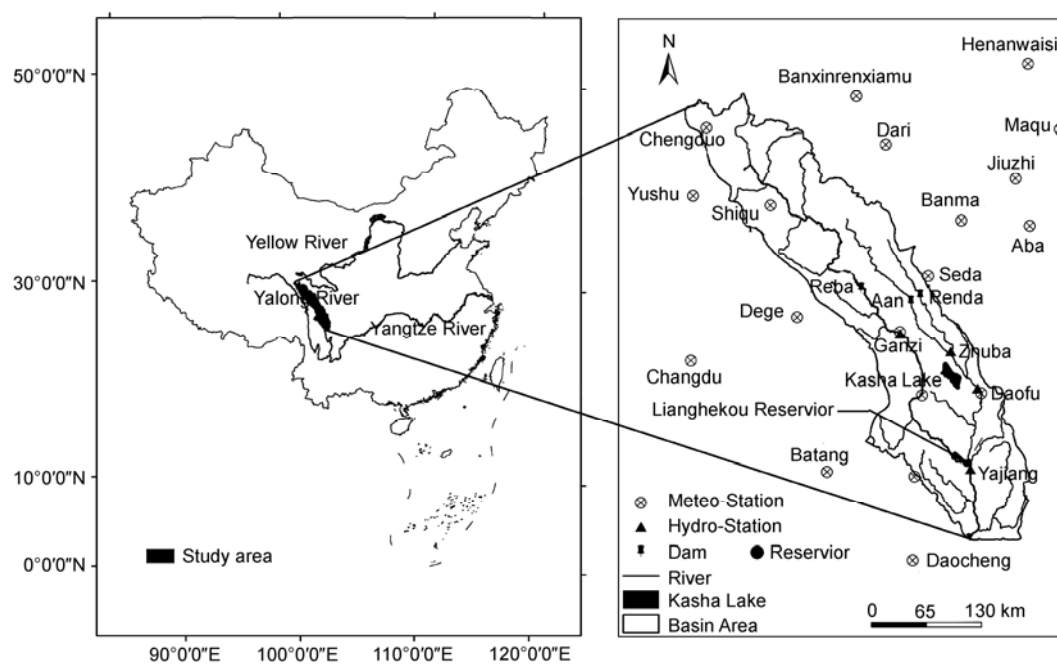 50°0'0"N
30°0'0"N
10°0'0"N
0°0'0"N
Yellow River
Yalong River
Yangtze River
Study area
90°0'0"E
100°0'0"E
110°0'0"E
120°0'0"E
N
Henanwaisi
Banxinrenxiamu
Chengduo
Dari
Maqu
Jiuzhi
Yushu
Shiqu
Banma
Aba
Seda
Reba
Aan
Renda
Dege
Ganzi
Zhuba
Changdu
Kasha Lake
Daofu
Lianghekou Reservior
Batang
Yajiang
Meteo-Station
Hydro-Station
Dam
Reservior
Daocheng
River
Kasha Lake
Basin Area
0 65 130 km